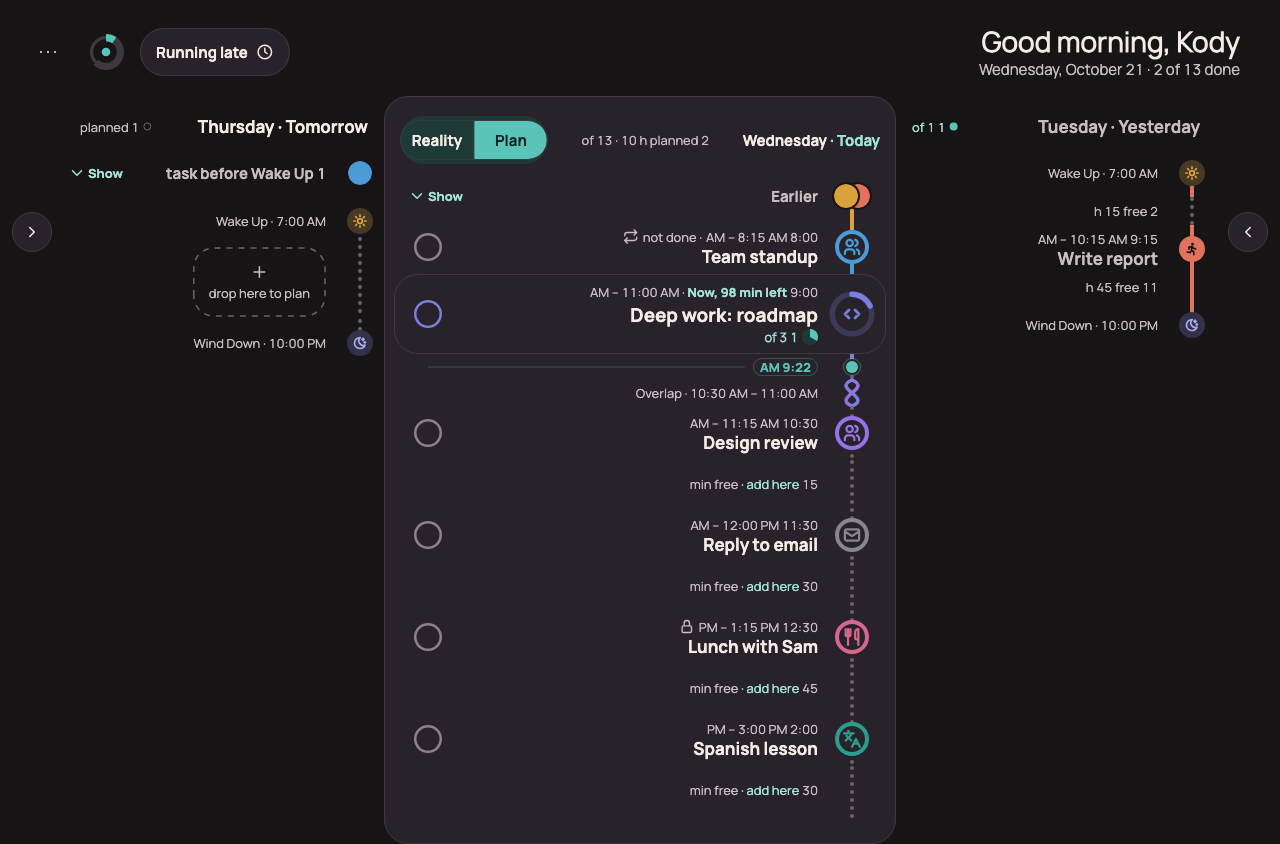 Running late
Good morning, Kody
Wednesday, October 21 · 2 of 13 done
planned 1
Thursday · Tomorrow
Show
task before Wake Up 1
Wake Up · 7:00 AM
+
drop here to plan
Wind Down · 10:00 PM
Reality
Plan
of 13 · 10 h planned 2
Wednesday · Today
Show
Earlier
not done · AM – 8:15 AM 8:00
Team standup
AM – 11:00 AM · Now, 98 min left 9:00
Deep work: roadmap
of 3 1
AM 9:22
Overlap · 10:30 AM – 11:00 AM
AM – 11:15 AM 10:30
Design review
min free · add here 15
AM – 12:00 PM 11:30
Reply to email
min free · add here 30
PM – 1:15 PM 12:30
Lunch with Sam
min free · add here 45
PM – 3:00 PM 2:00
Spanish lesson
min free · add here 30
of 1 1
Tuesday · Yesterday
Wake Up · 7:00 AM
h 15 free 2
AM – 10:15 AM 9:15
Write report
h 45 free 11
Wind Down · 10:00 PM